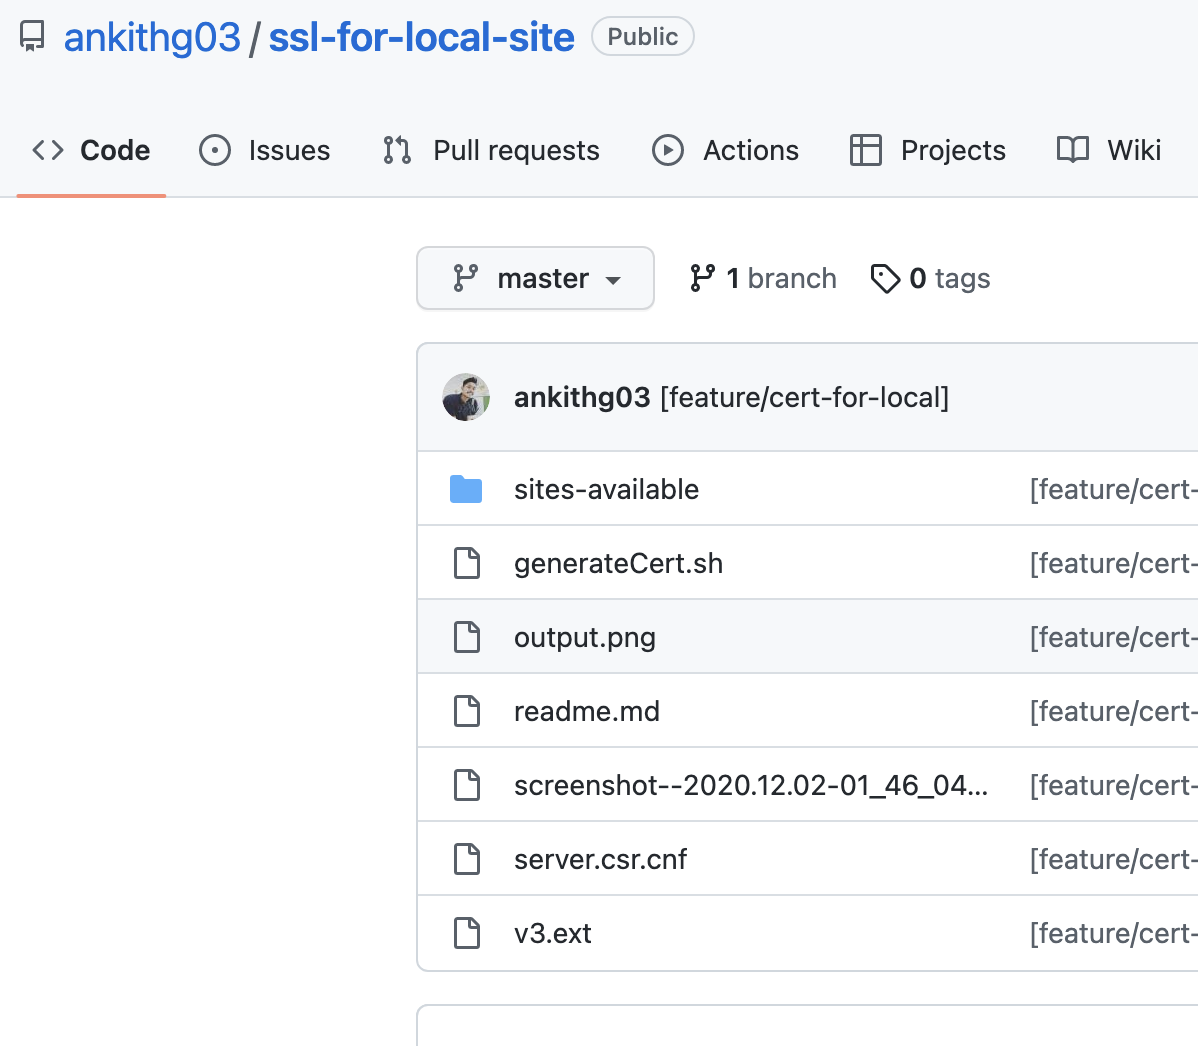 ankithg03 / ssl-for-local-site Public
Code Issues Pull requests Actions Projects Wiki
master 1 branch 0 tags
ankithg03 [feature/cert-for-local]
sites-available [feature/cert-
generateCert.sh [feature/cert-
output.png [feature/cert-
readme.md [feature/cert-
screenshot--2020.12.02-01_46_04... [feature/cert-
server.csr.cnf [feature/cert-
v3.ext [feature/cert-